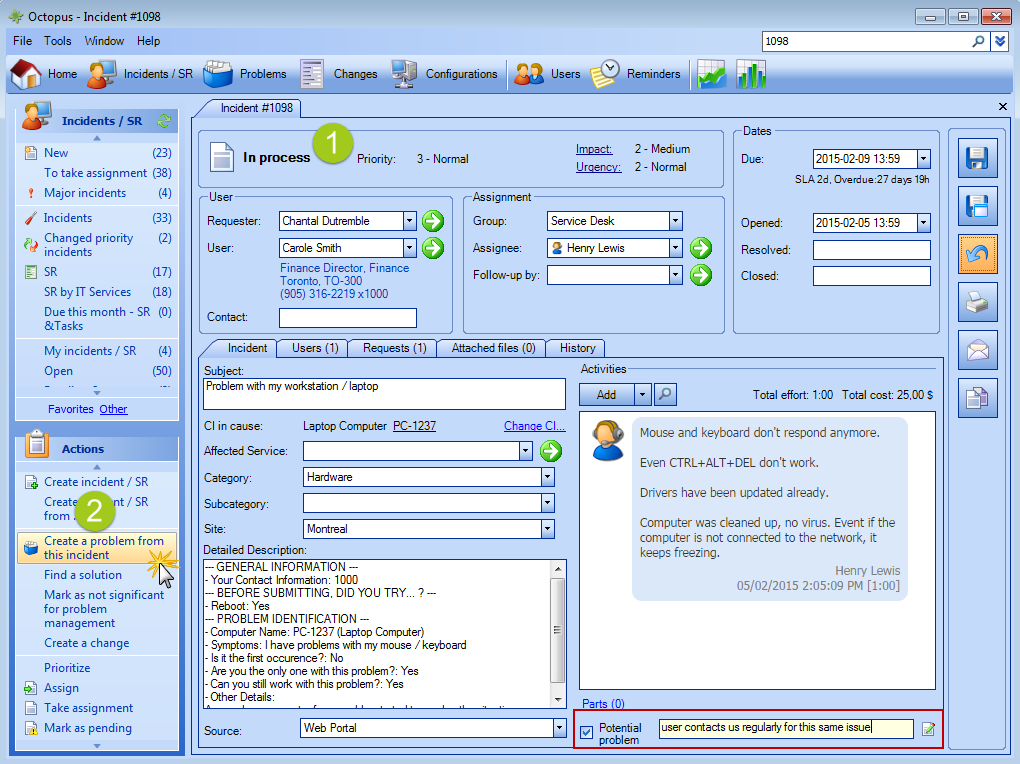 Octopus - Incident #1098
File Tools Window Help
1098
Home Incidents / SR Problems Changes Configurations Users Reminders
Incidents / SR
New (23)
To take assignment (38)
Major incidents (4)
Incidents (33)
Changed priority (2)
incidents
SR (17)
SR by IT Services (18)
Due this month - SR (0)
&Tasks
My incidents / SR (4)
Open (50)
Favorites Other
Actions
Create incident / SR
2
Create / SR
from
Create a problem from
this incident
Find a solution
Mark as not significant
for problem
management
Create a change
Prioritize
Assign
Take assignment
Mark as pending
Incident #1098
In process
1
Priority: 3 - Normal
Impact: 2 - Medium
Urgency: 2 - Normal
Dates
Due: 2015-02-09 13:59
SLA 2d, Overdue:27 days 19h
Opened: 2015-02-05 13:59
Resolved:
Closed:
User
Requester: Chantal Dutremble
User: Carole Smith
Finance Director, Finance
Toronto, TO-300
(905) 316-2219 x1000
Contact:
Assignment
Group: Service Desk
Assignee: Henry Lewis
Follow-up by:
Incident Users (1) Requests (1) Attached files (0) History
Subject:
Problem with my workstation / laptop
CI in cause: Laptop Computer PC-1237 Change CI...
Affected Service:
Category: Hardware
Subcategory:
Site: Montreal
Detailed Description:
--- GENERAL INFORMATION ---
- Your Contact Information: 1000
--- BEFORE SUBMITTING, DID YOU TRY... ? ---
- Reboot: Yes
--- PROBLEM IDENTIFICATION ---
- Computer Name: PC-1237 (Laptop Computer)
- Symptoms: I have problems with my mouse / keyboard
- Is it the first occurence?: No
- Are you the only one with this problem?: Yes
- Can you still work with this problem?: Yes
- Other Details:
Source: Web Portal
Activities
Add Total effort: 1:00 Total cost: 25,00 $
Mouse and keyboard don't respond anymore.
Even CTRL+ALT+DEL don't work.
Drivers have been updated already.
Computer was cleaned up, no virus. Event if the
computer is not connected to the network, it
keeps freezing.
Henry Lewis
05/02/2015 2:05:09 PM [1:00]
Parts (0)
Potential
problem
user contacts us regularly for this same issue